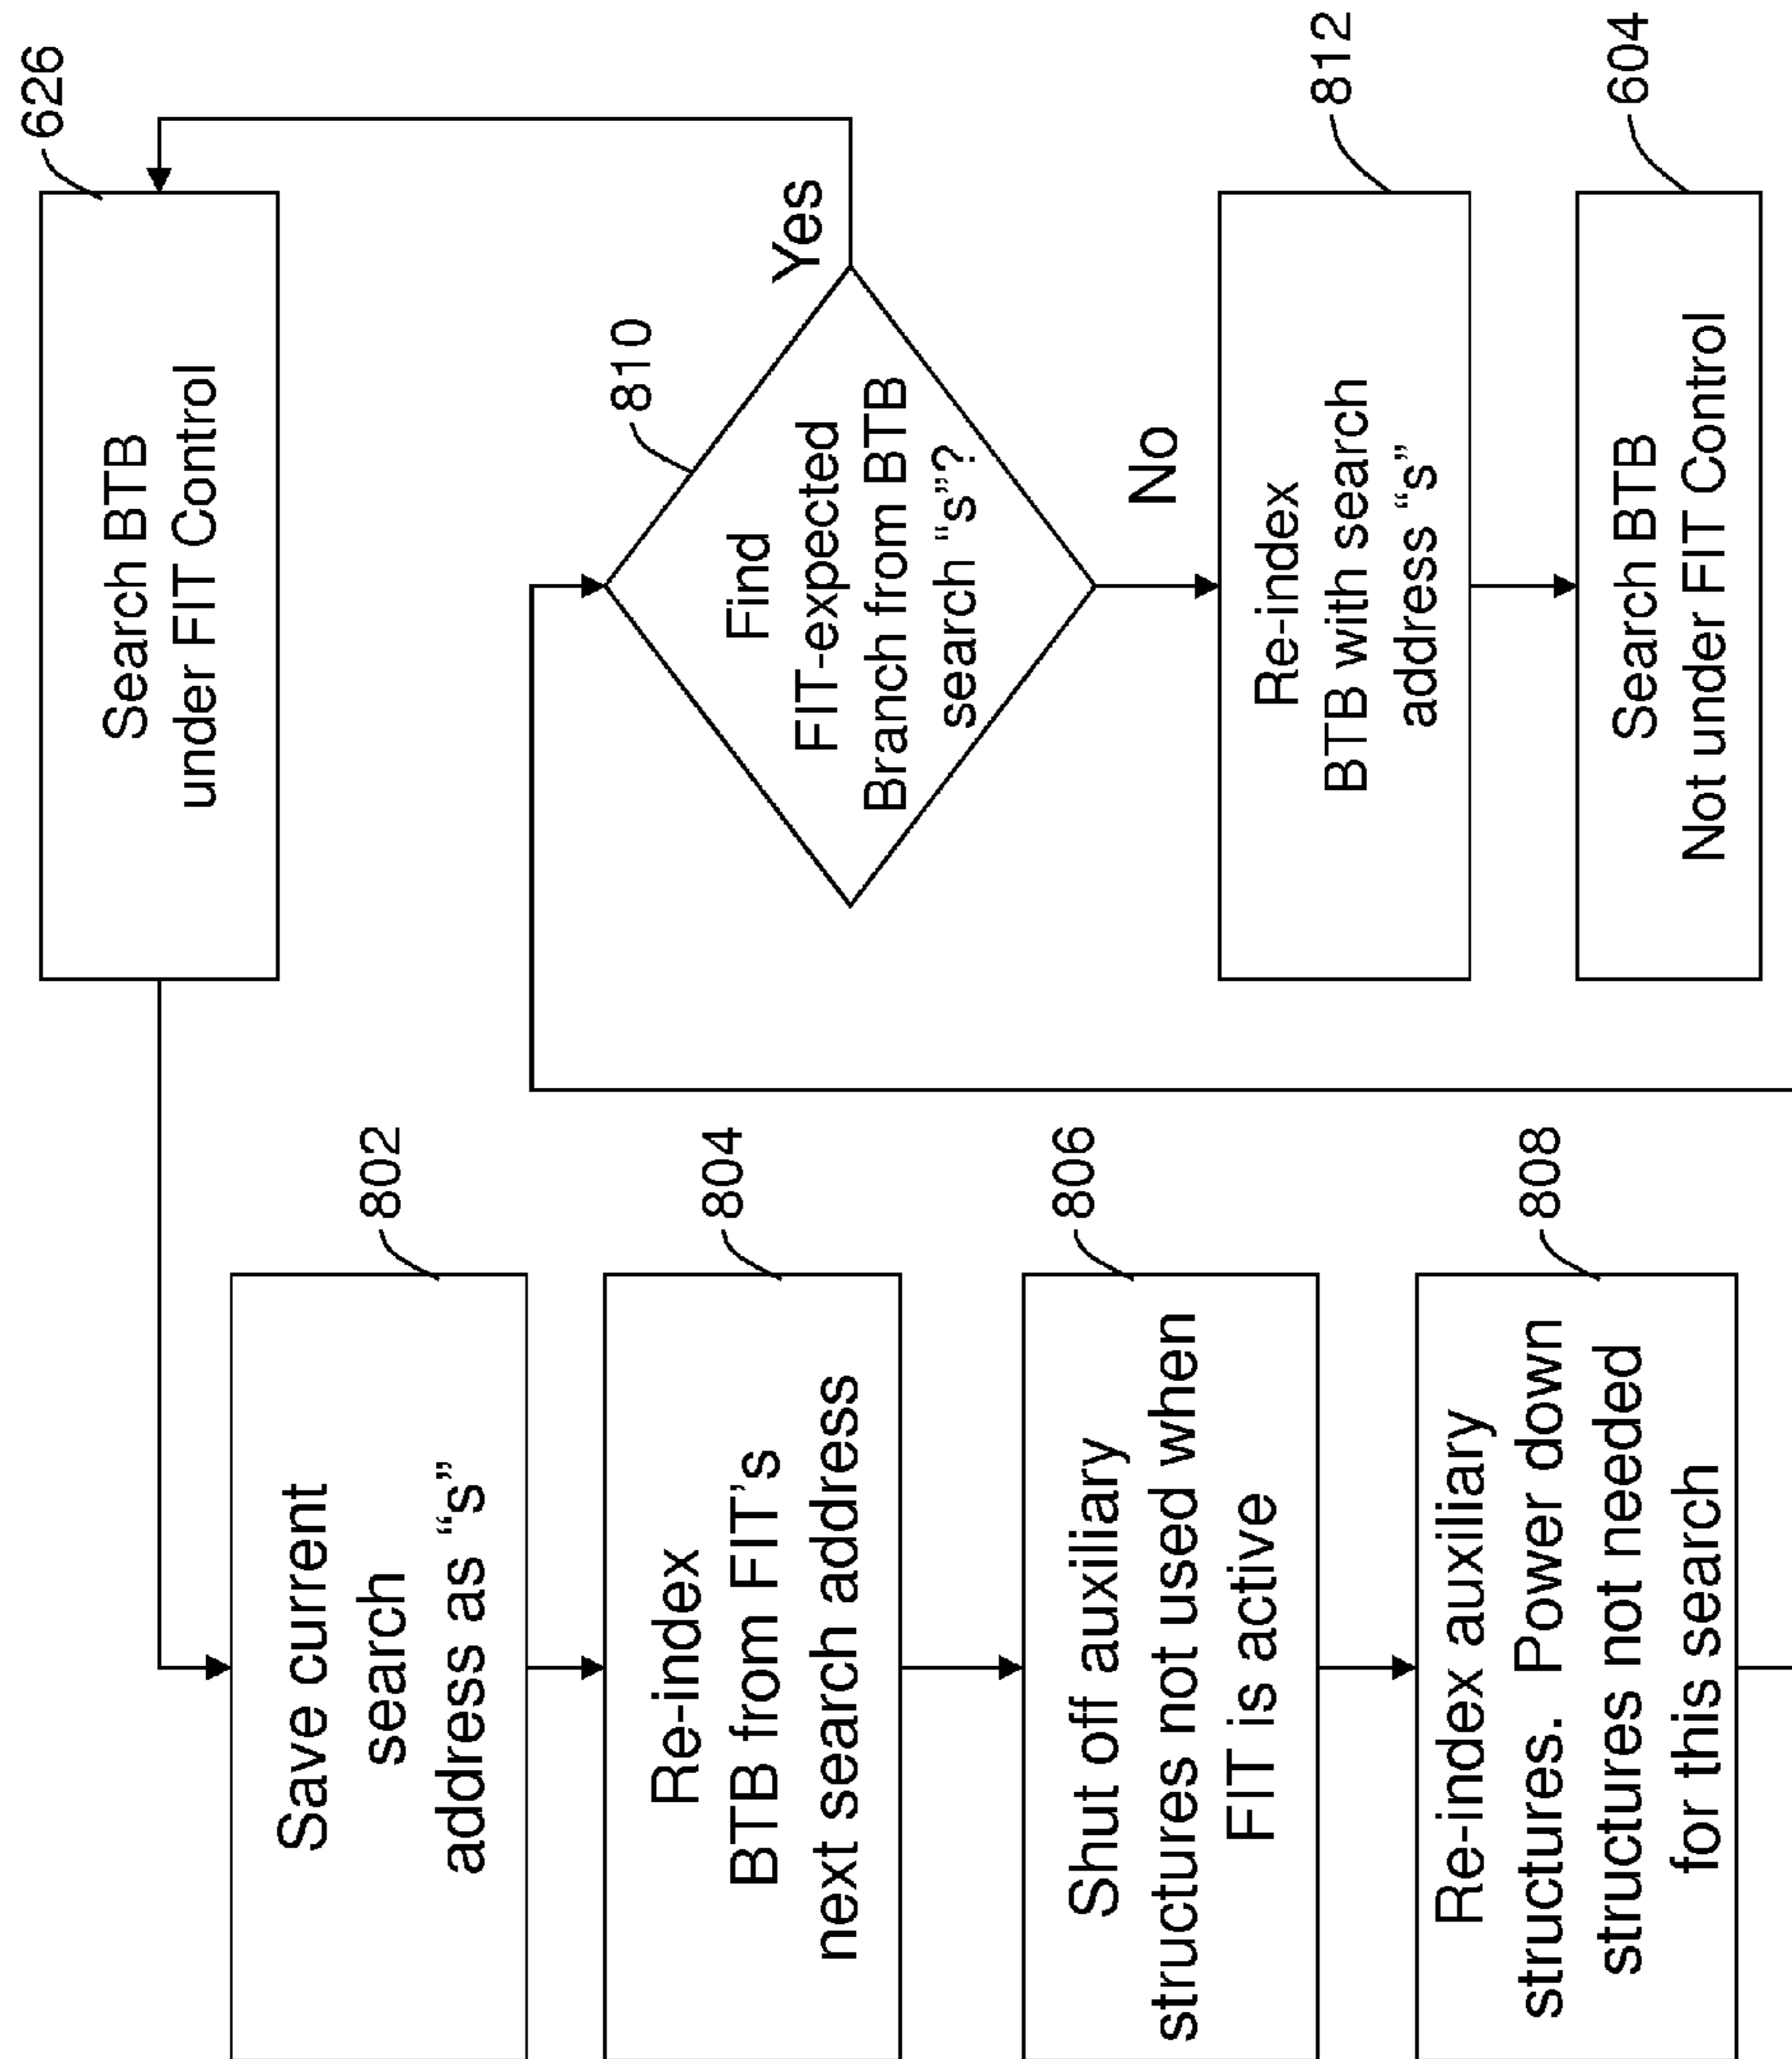 626
Search BTB
under FIT Control
802
Save current
search
address as “s”
804
Re-index
BTB from FIT’s
next search address
806
Shut off auxiliary
structures not used when
FIT is active
808
Re-index auxiliary
structures. Power down
structures not needed
for this search
810
Find
FIT-expected
Branch from BTB
search “s”?
Yes
No
812
Re-index
BTB with search
address “s”
604
Search BTB
Not under FIT Control